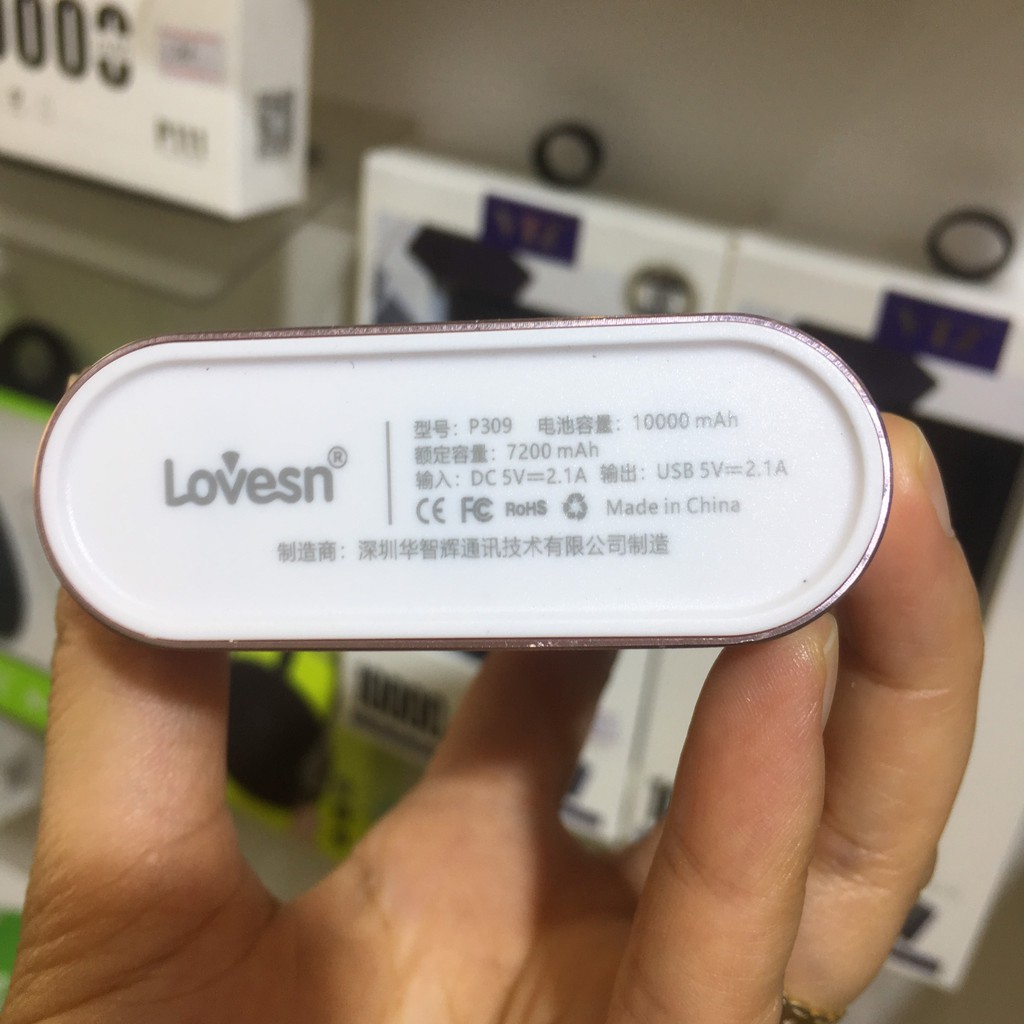 0000
P111
Lovesn®
型号：P309 电池容量：10000 mAh
额定容量：7200 mAh
输入：DC 5V⎓2.1A 输出：USB 5V⎓2.1A
CE FC RoHS Made in China
制造商：深圳华智辉通讯技术有限公司制造